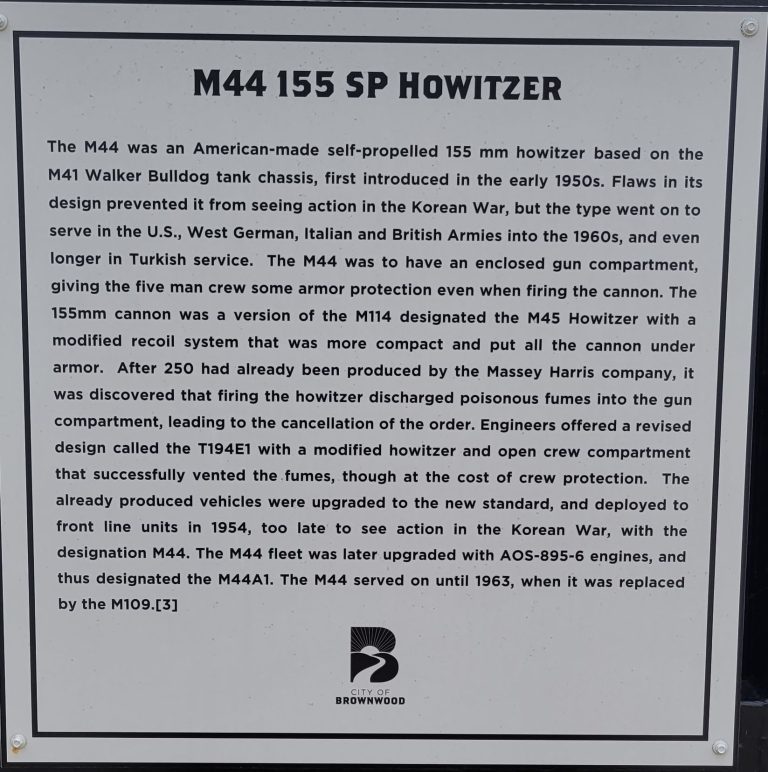 M44 155 SP HOWITZER
The M44 was an American-made self-propelled 155 mm howitzer based on the
M41 Walker Bulldog tank chassis, first introduced in the early 1950s. Flaws in its
design prevented it from seeing action in the Korean War, but the type went on to
serve in the U.S., West German, Italian and British Armies into the 1960s, and even
longer in Turkish service. The M44 was to have an enclosed gun compartment,
giving the five man crew some armor protection even when firing the cannon. The
155mm cannon was a version of the M114 designated the M45 Howitzer with a
modified recoil system that was more compact and put all the cannon under
armor. After 250 had already been produced by the Massey Harris company, it
was discovered that firing the howitzer discharged poisonous fumes into the gun
compartment, leading to the cancellation of the order. Engineers offered a revised
design called the T194E1 with a modified howitzer and open crew compartment
that successfully vented the fumes, though at the cost of crew protection. The
already produced vehicles were upgraded to the new standard, and deployed to
front line units in 1954, too late to see action in the Korean War, with the
designation M44. The M44 fleet was later upgraded with AOS-895-6 engines, and
thus designated the M44A1. The M44 served on until 1963, when it was replaced
by the M109.[3]
B
CITY OF
BROWNWOOD